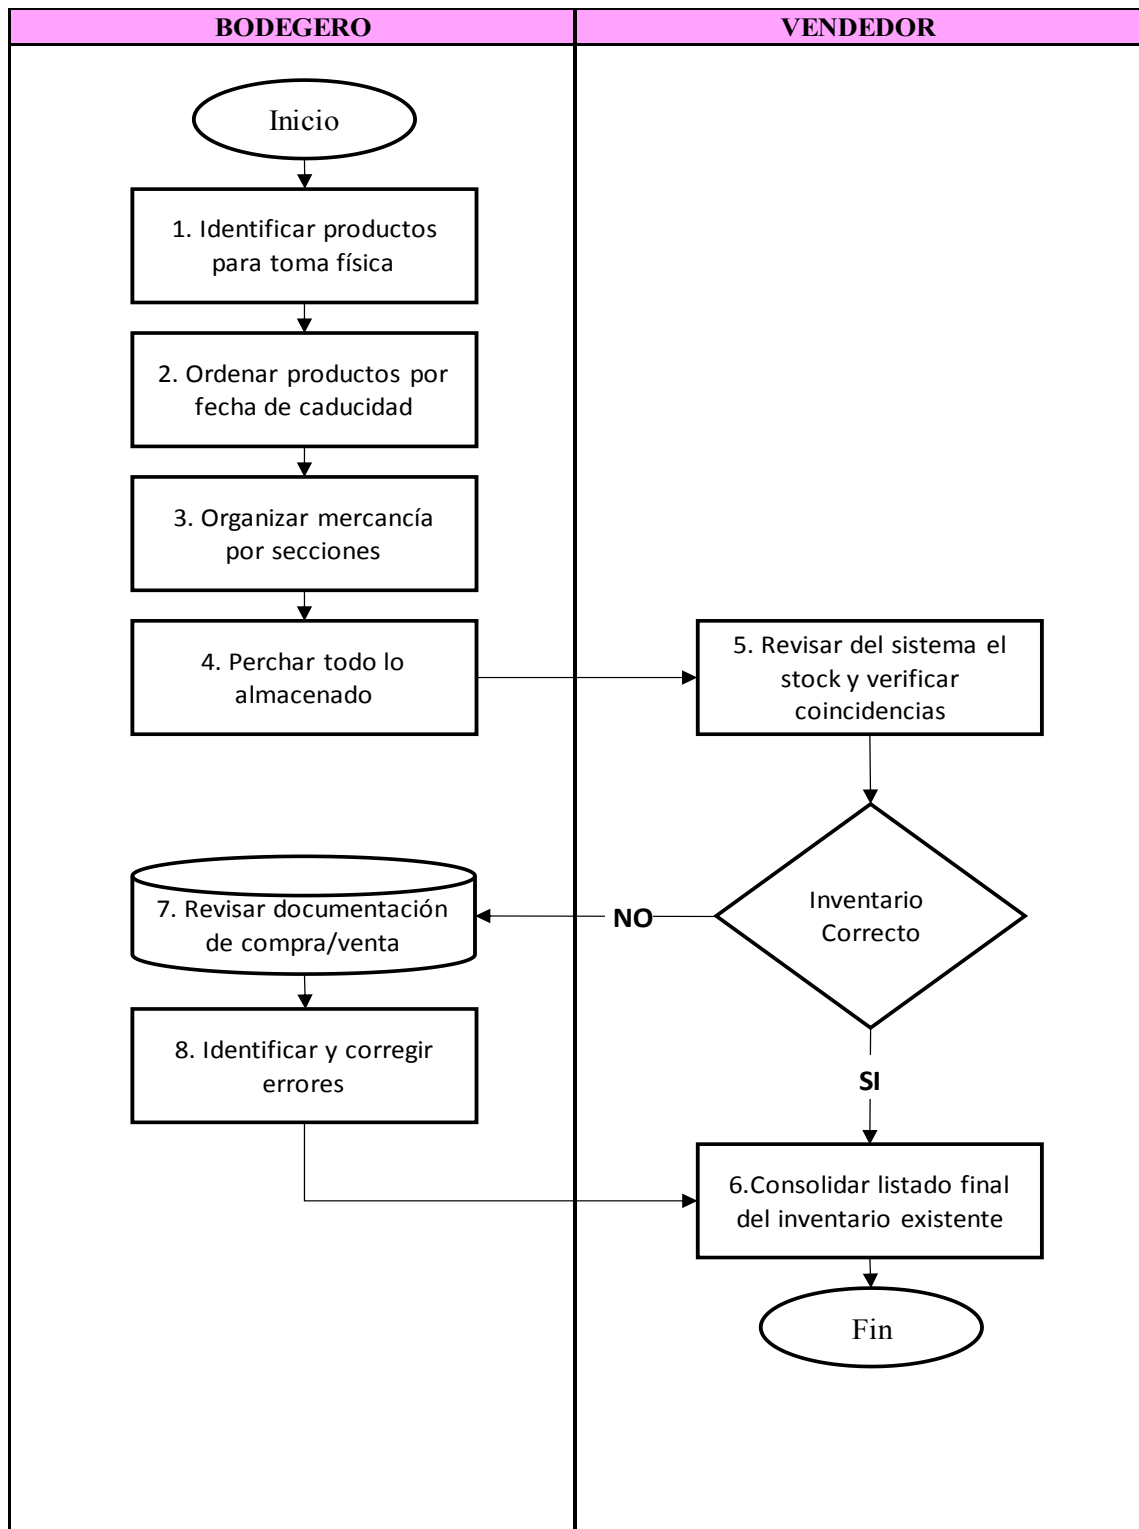 BODEGERO
VENDEDOR
Inicio
1. Identificar productos
para toma física
2. Ordenar productos por
fecha de caducidad
3. Organizar mercancía
por secciones
4. Perchar todo lo
almacenado
5. Revisar del sistema el
stock y verificar
coincidencias
Inventario
Correcto
NO
7. Revisar documentación
de compra/venta
8. Identificar y corregir
errores
SI
6.Consolidar listado final
del inventario existente
Fin